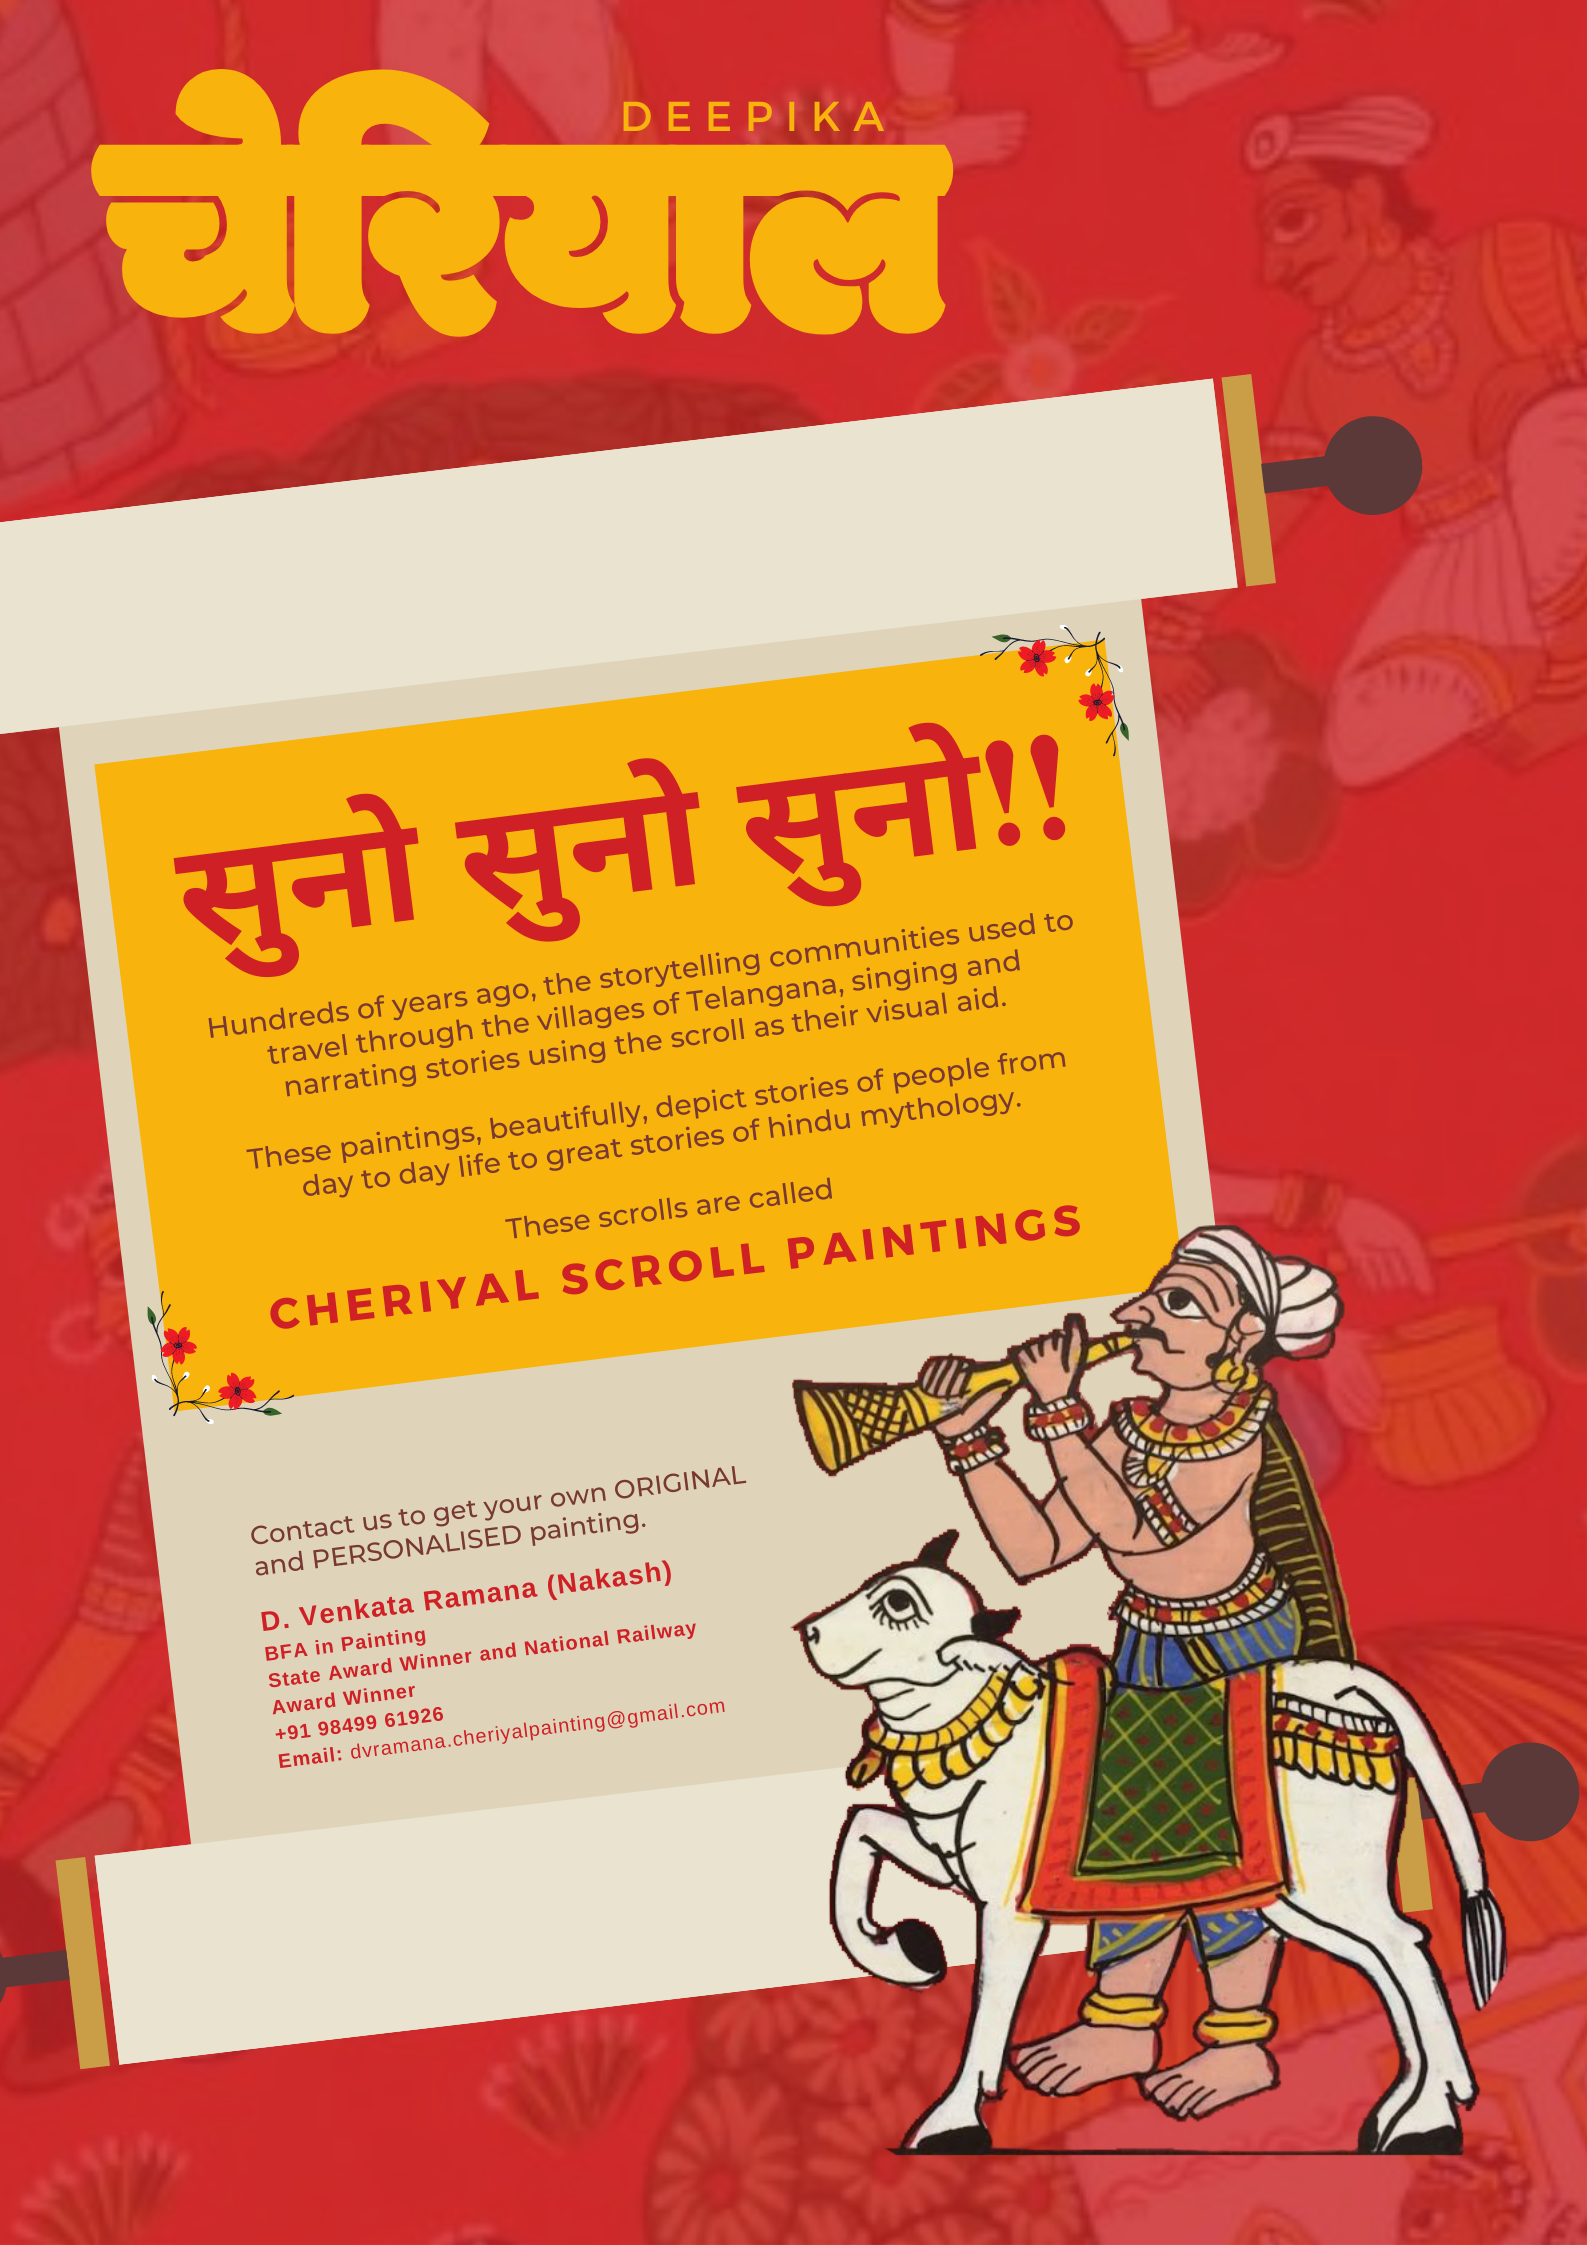 DEEPIKA
चेरियाल
सुनो सुनो सुनो!!
Hundreds of years ago, the storytelling communities used to
travel through the villages of Telangana, singing and
narrating stories using the scroll as their visual aid.
These paintings, beautifully, depict stories of people from
day to day life to great stories of hindu mythology.
These scrolls are called
CHERIYAL SCROLL PAINTINGS
Contact us to get your own ORIGINAL
and PERSONALISED painting.
D. Venkata Ramana (Nakash)
BFA in Painting
State Award Winner and National Railway
Award Winner
+91 98499 61926
Email: dvramana.cheriyalpainting@gmail.com